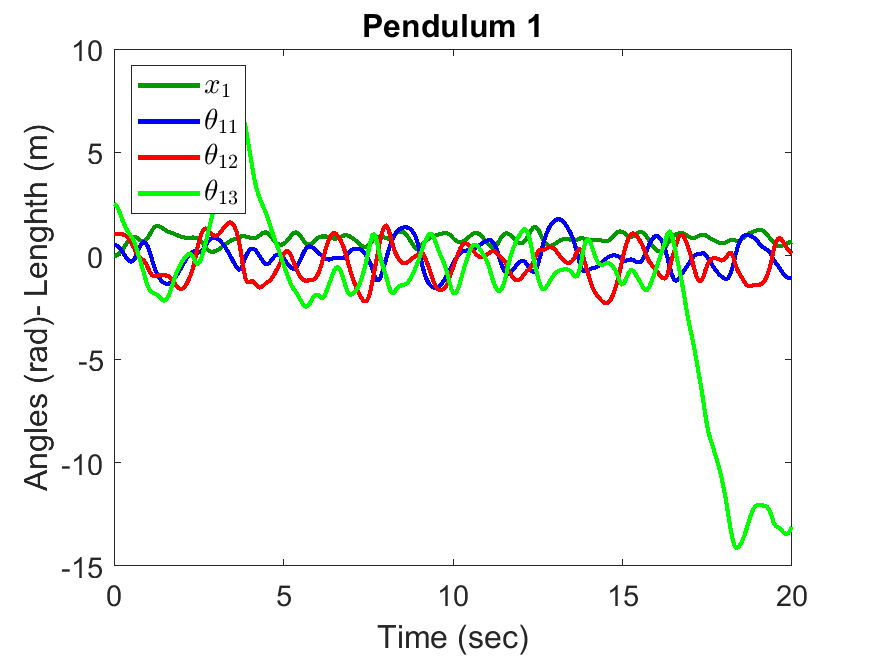 Pendulum 1
10
5
0
-5
-10
-15
Angles (rad)- Lenghth (m)
x₁
θ₁₁
θ₁₂
θ₁₃
0 5 10 15 20
Time (sec)